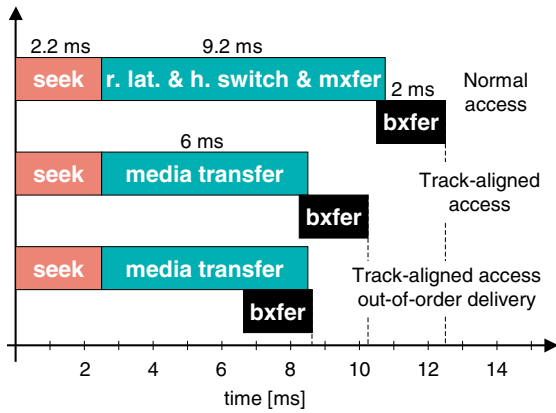 2.2 ms 9.2 ms
seek r. lat. & h. switch & mxfer
2 ms
Normal
access
bxfer
6 ms
seek media transfer
Track-aligned
access
bxfer
seek media transfer
Track-aligned access
out-of-order delivery
bxfer
2 4 6 8 10 12 14
time [ms]